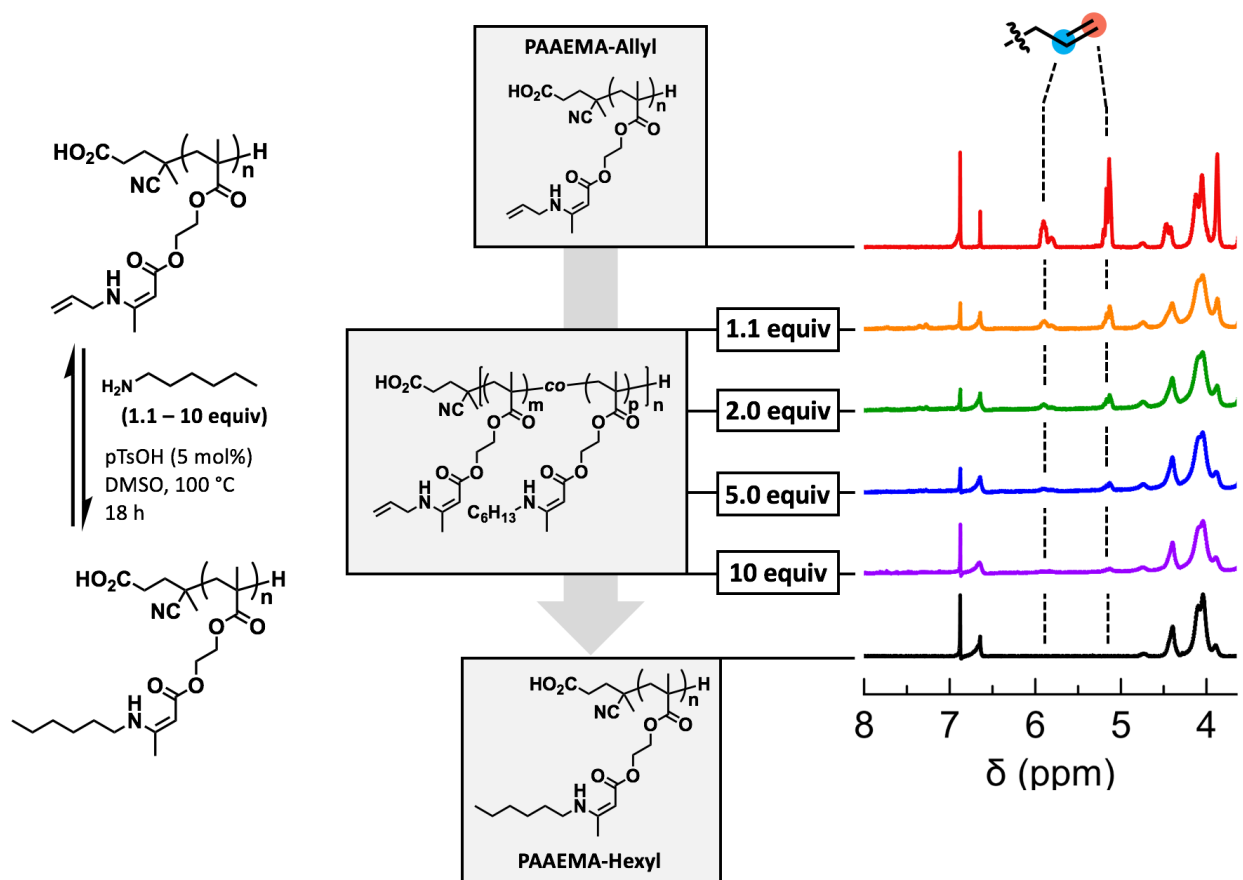 HO₂C
NC
H
n
O
O
O
O
H
N
H₂N
(1.1 – 10 equiv)
pTsOH (5 mol%)
DMSO, 100 °C
18 h
HO₂C
NC
H
n
O
O
O
O
H
N
PAAEMA-Allyl
HO₂C
NC
H
n
O
O
O
O
H
N
HO₂C
NC
m
co
p
H
n
O
O
O
O
H
N
O
O
O
O
H
C₆H₁₃
N
HO₂C
NC
H
n
O
O
O
O
H
N
PAAEMA-Hexyl
1.1 equiv
2.0 equiv
5.0 equiv
10 equiv
8 7 6 5 4
δ (ppm)